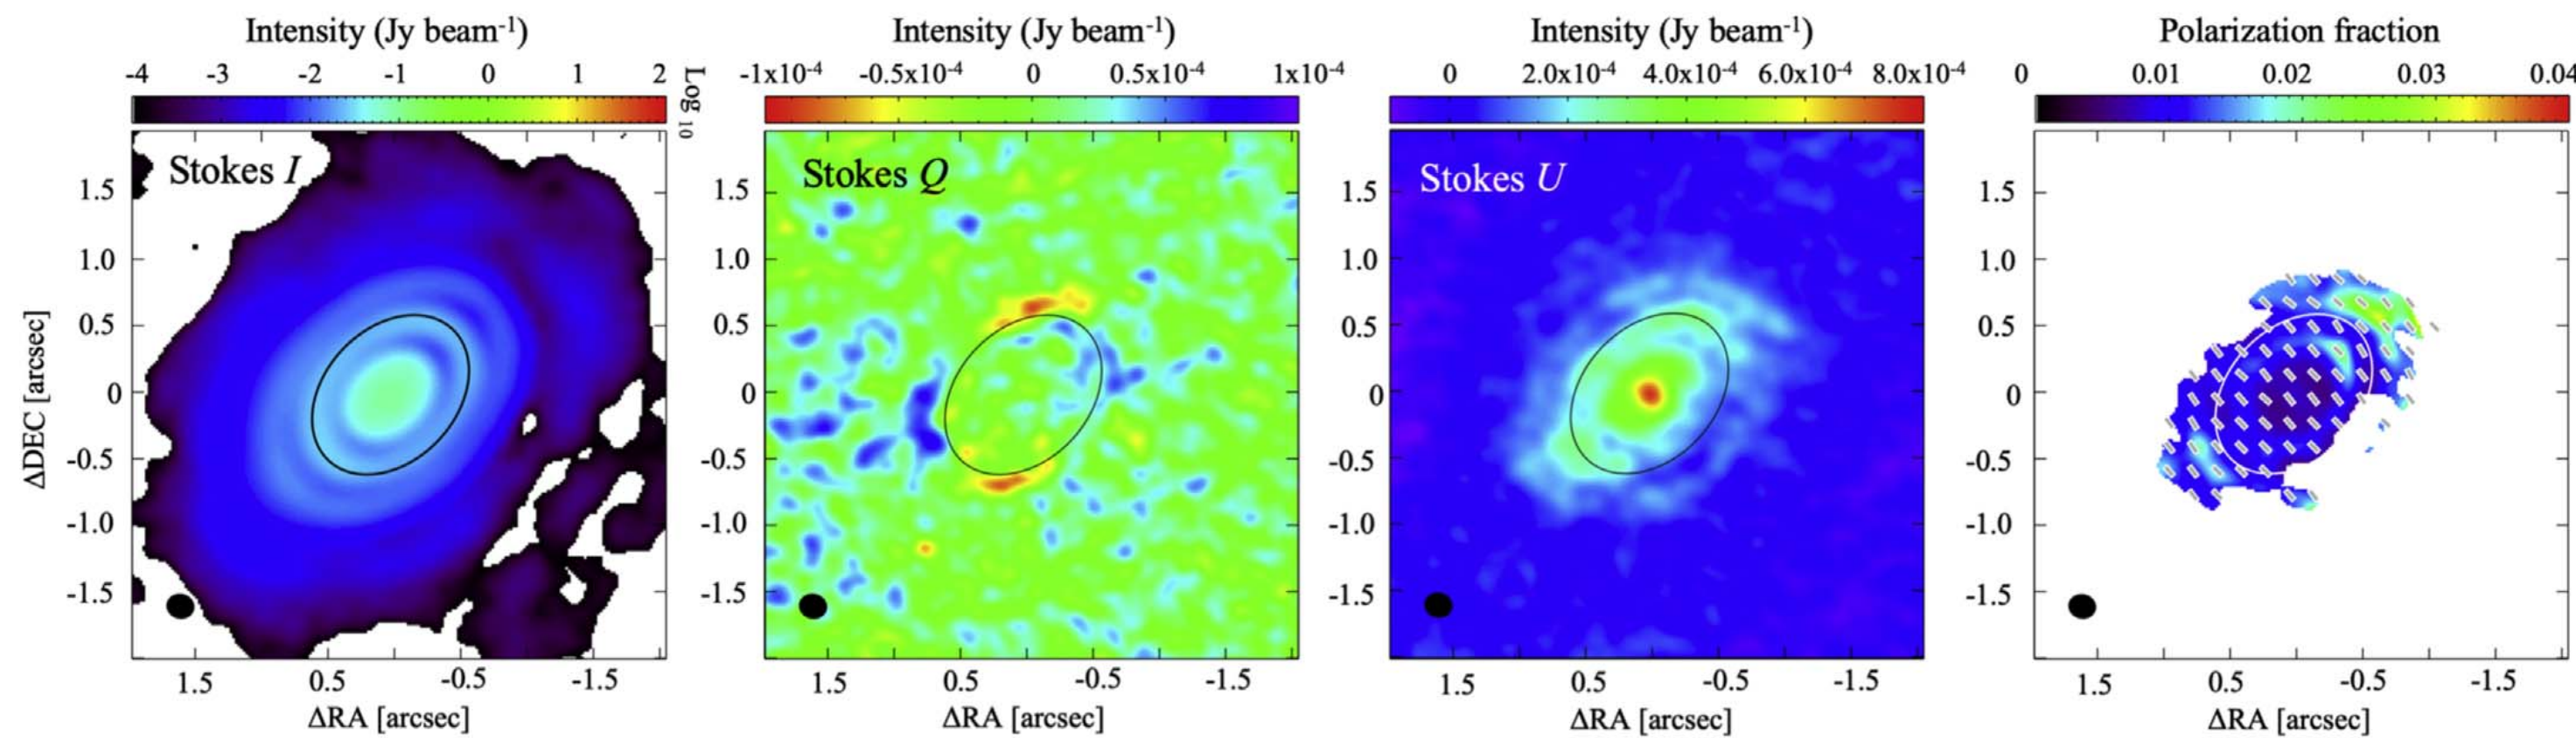 Intensity (Jy beam-1)
-4 -3 -2 -1 0 1 2
Log 10
Stokes I
1.5
1.0
0.5
0
-0.5
-1.0
-1.5
ΔDEC [arcsec]
1.5 0.5 -0.5 -1.5
ΔRA [arcsec]
Intensity (Jy beam-1)
-1x10-4 -0.5x10-4 0 0.5x10-4 1x10-4
Stokes Q
1.5
1.0
0.5
0
-0.5
-1.0
-1.5
1.5 0.5 -0.5 -1.5
ΔRA [arcsec]
Intensity (Jy beam-1)
0 2.0x10-4 4.0x10-4 6.0x10-4 8.0x10-4
Stokes U
1.5
1.0
0.5
0
-0.5
-1.0
-1.5
1.5 0.5 -0.5 -1.5
ΔRA [arcsec]
Polarization fraction
0 0.01 0.02 0.03 0.04
1.5
1.0
0.5
0
-0.5
-1.0
-1.5
1.5 0.5 -0.5 -1.5
ΔRA [arcsec]